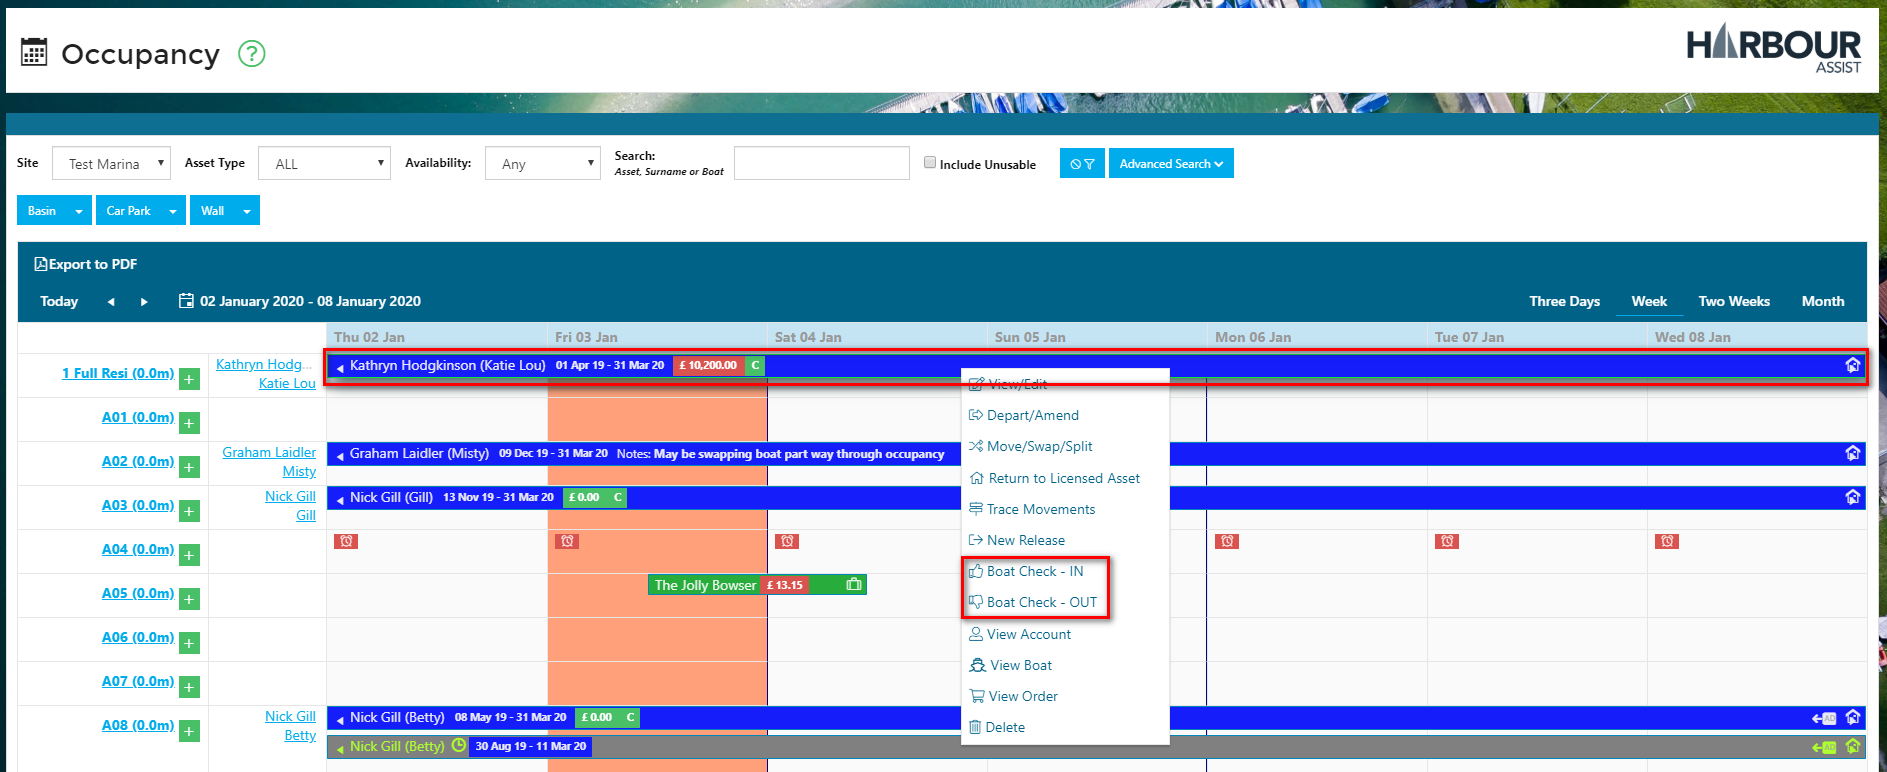 Occupancy ?
HARBOUR
ASSIST
Site Test Marina Asset Type ALL Availability: Any Search: Include Unusable Advanced Search
Asset, Surname or Boat
Basin Car Park Wall
Export to PDF
Today 02 January 2020 - 08 January 2020 Three Days Week Two Weeks Month
Thu 02 Jan Fri 03 Jan Sat 04 Jan Sun 05 Jan Mon 06 Jan Tue 07 Jan Wed 08 Jan
1 Full Resi (0.0m) + Kathryn Hodg... Kathryn Hodgkinson (Katie Lou) 01 Apr 19 - 31 Mar 20 £ 10,200.00 C
Katie Lou
A01 (0.0m) +
A02 (0.0m) + Graham Laidler Graham Laidler (Misty) 09 Dec 19 - 31 Mar 20 Notes: May be swapping boat part way through occupancy
Misty
A03 (0.0m) + Nick Gill Nick Gill (Gill) 13 Nov 19 - 31 Mar 20 £ 0.00 C
Gill
A04 (0.0m) +
A05 (0.0m) + The Jolly Bowser £ 13.15
A06 (0.0m) +
A07 (0.0m) +
A08 (0.0m) + Nick Gill Nick Gill (Betty) 08 May 19 - 31 Mar 20 £ 0.00 C AD
Betty
Nick Gill (Betty) 30 Aug 19 - 11 Mar 20 AD
View/Edit
Depart/Amend
Move/Swap/Split
Return to Licensed Asset
Trace Movements
New Release
Boat Check - IN
Boat Check - OUT
View Account
View Boat
View Order
Delete